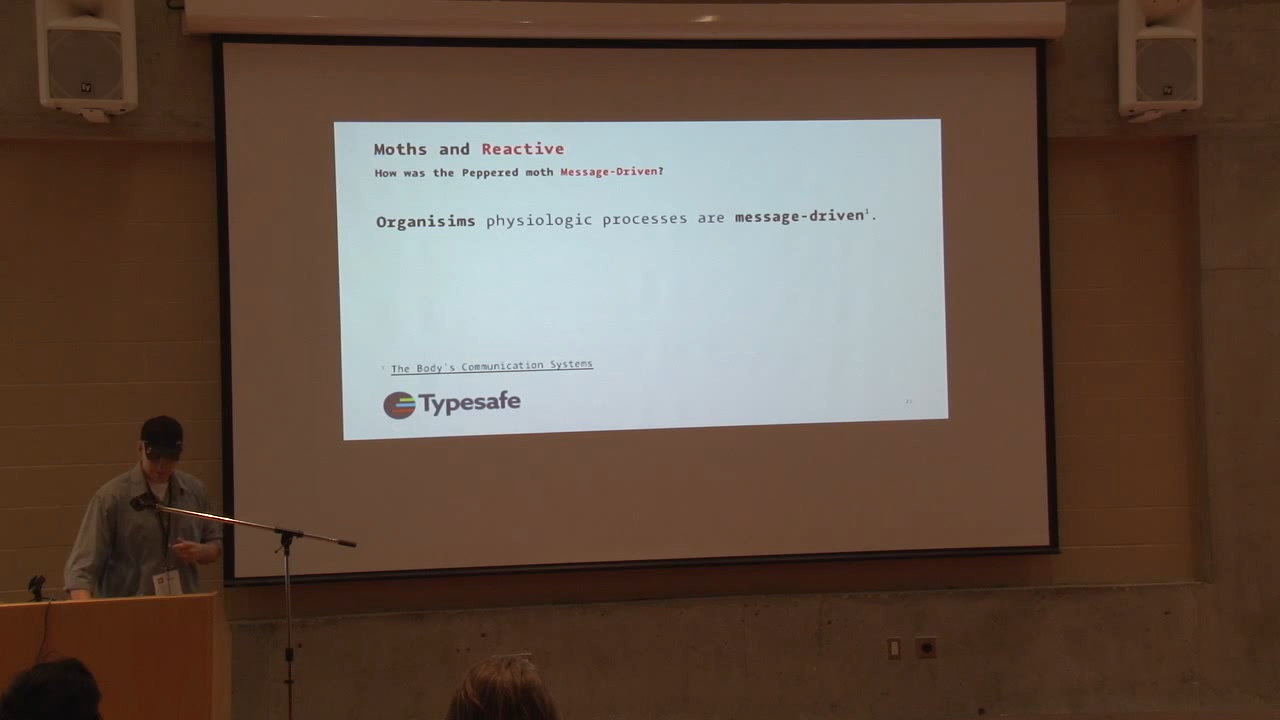 Moths and Reactive
How was the Peppered moth Message-Driven?
Organisims physiologic processes are message-driven¹.
¹ The Body's Communication Systems
Typesafe